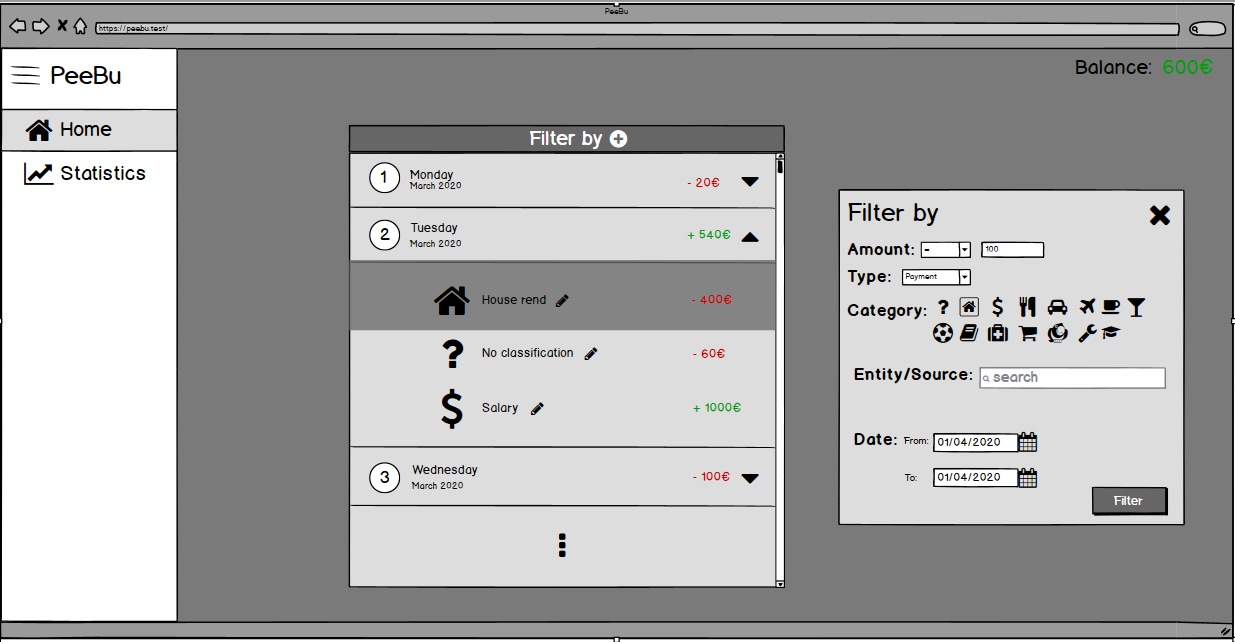 PeeBu
https://peebu.test/
PeeBu
Balance: 600€
Home
Statistics
Filter by
1 Monday - 20€
March 2020
2 Tuesday + 540€
March 2020
House rend - 400€
No classification - 60€
Salary + 1000€
3 Wednesday - 100€
March 2020
Filter by
Amount: - 100
Type: Payment
Category:
Entity/Source: search
Date: From: 01/04/2020
To: 01/04/2020
Filter